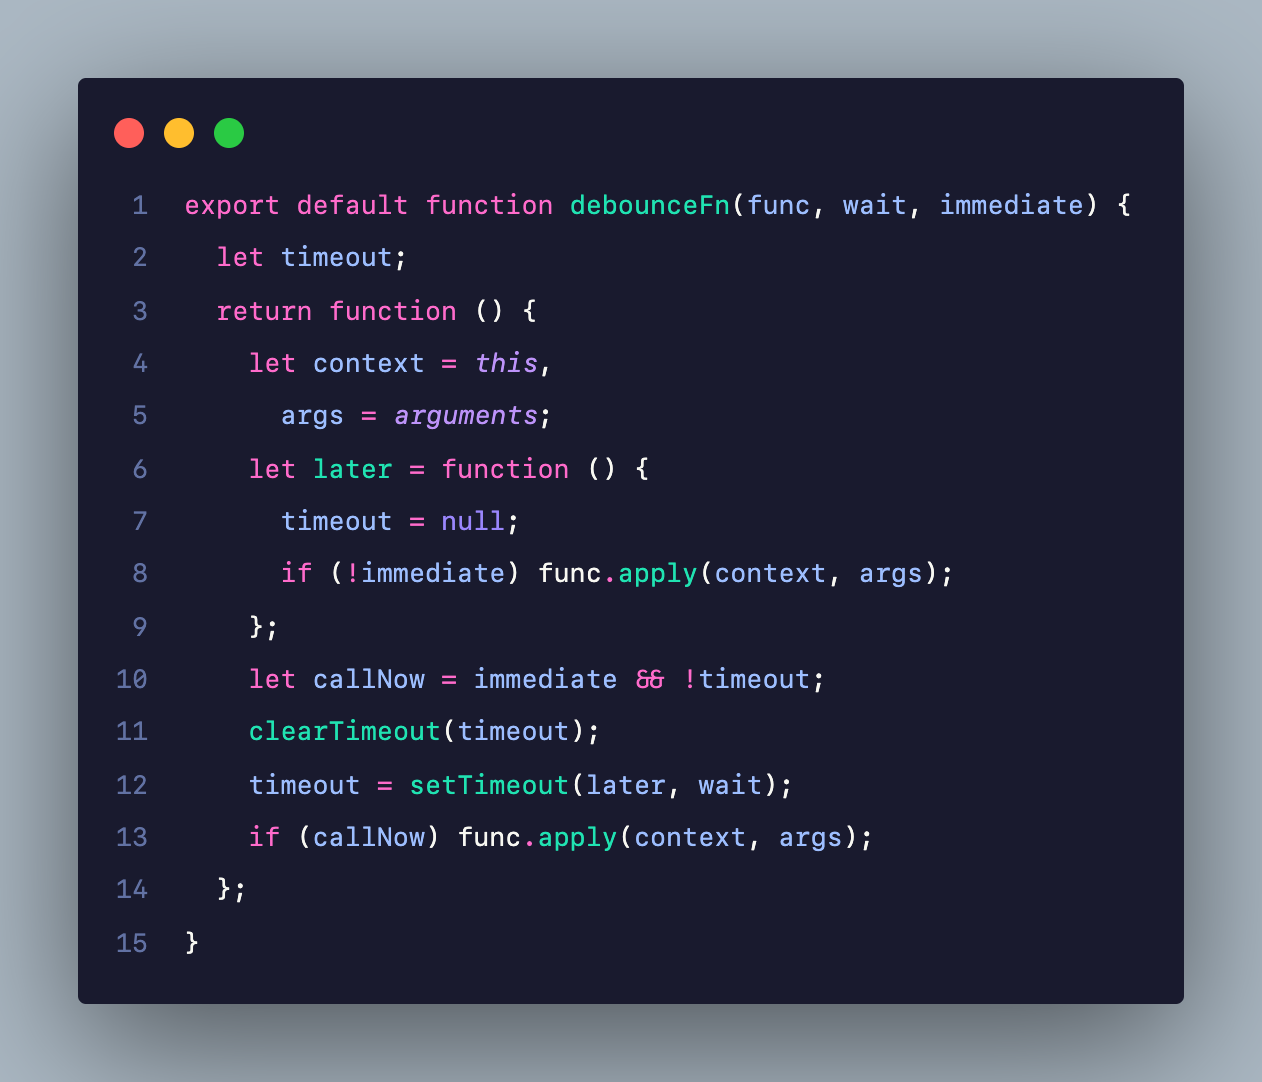 1 export default function debounceFn(func, wait, immediate) {
2   let timeout;
3   return function () {
4     let context = this,
5       args = arguments;
6     let later = function () {
7       timeout = null;
8       if (!immediate) func.apply(context, args);
9     };
10     let callNow = immediate && !timeout;
11     clearTimeout(timeout);
12     timeout = setTimeout(later, wait);
13     if (callNow) func.apply(context, args);
14   };
15 }